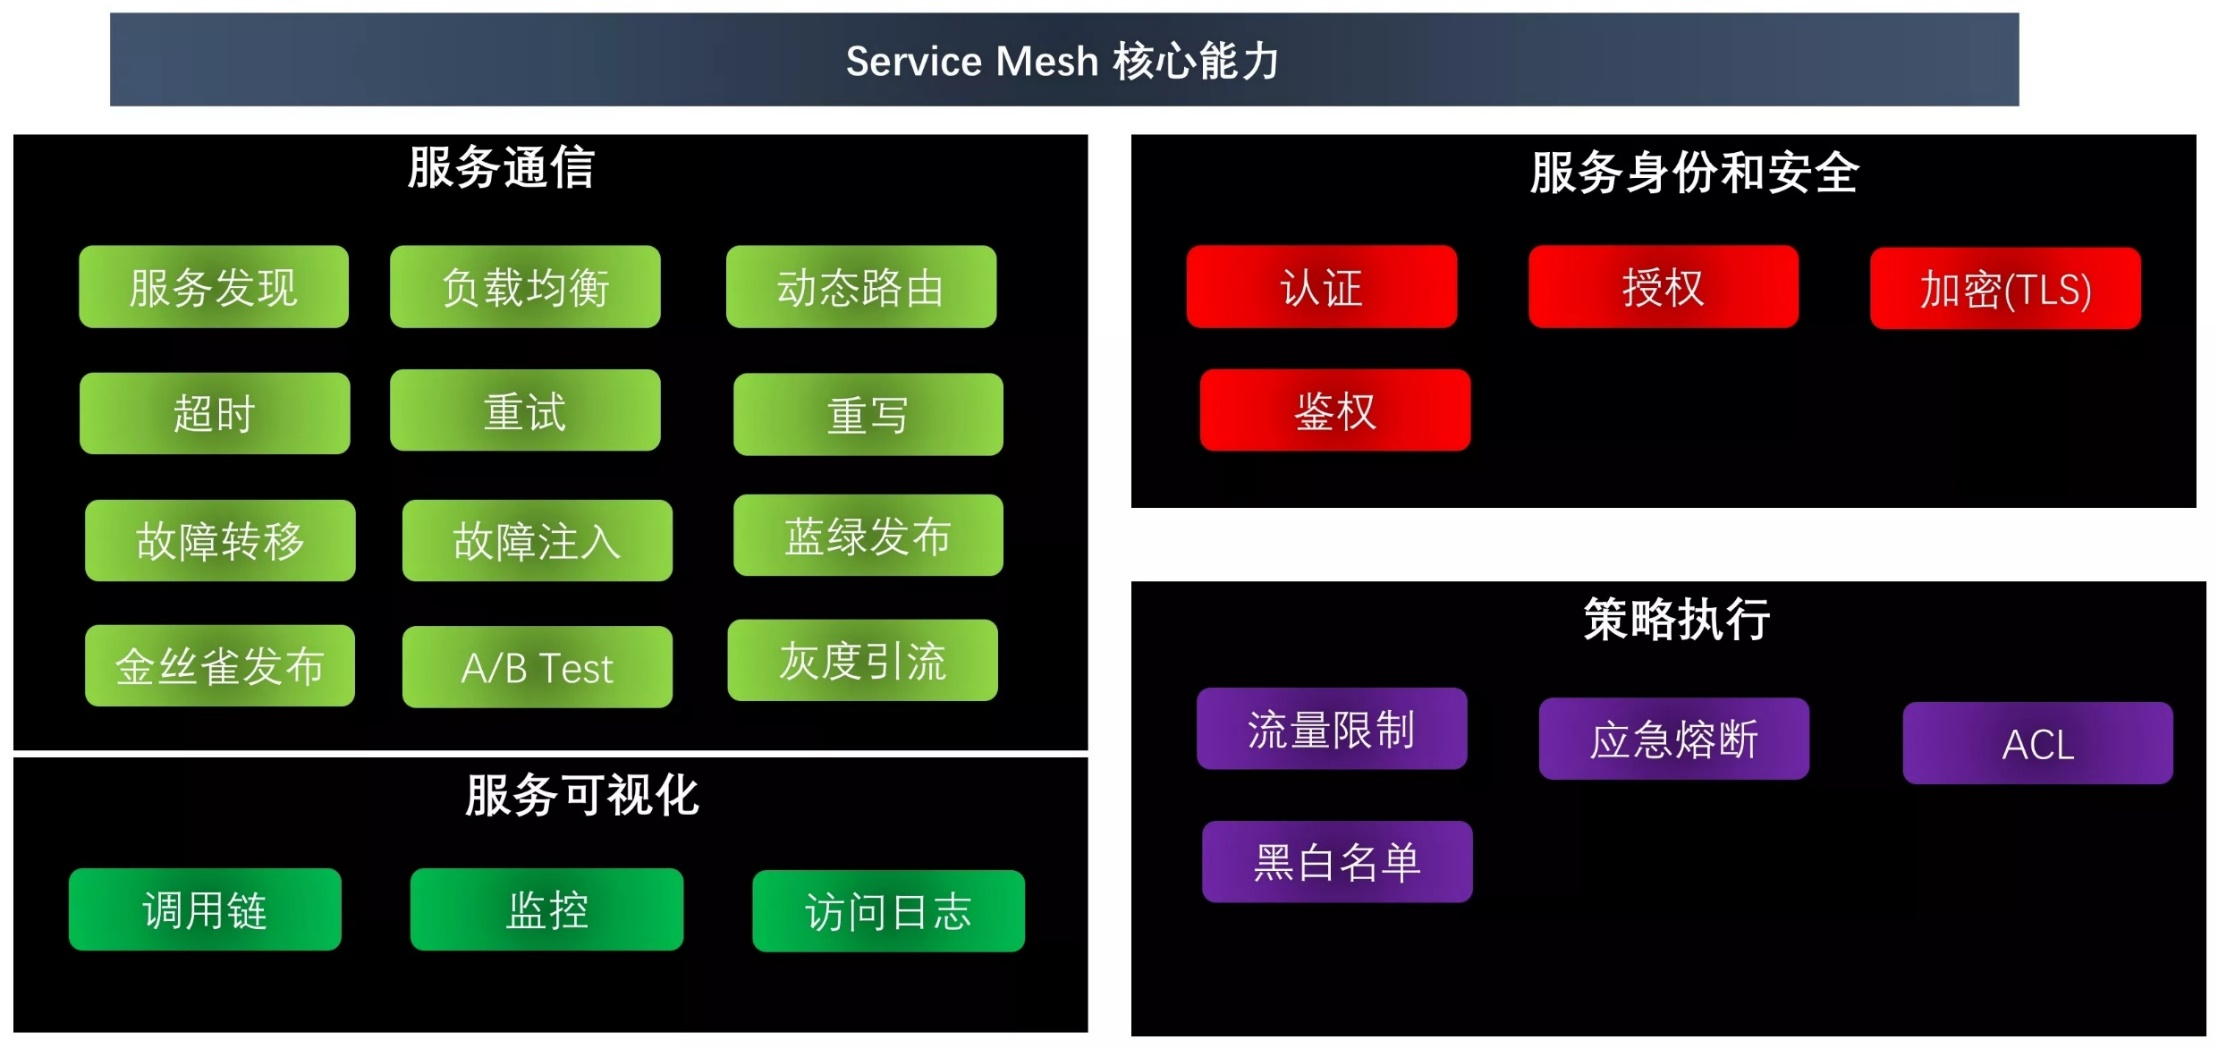 Service Mesh 核心能力
服务通信
服务发现
负载均衡
动态路由
超时
重试
重写
故障转移
故障注入
蓝绿发布
金丝雀发布
A/B Test
灰度引流
服务可视化
调用链
监控
访问日志
服务身份和安全
认证
授权
加密(TLS)
鉴权
策略执行
流量限制
应急熔断
ACL
黑白名单